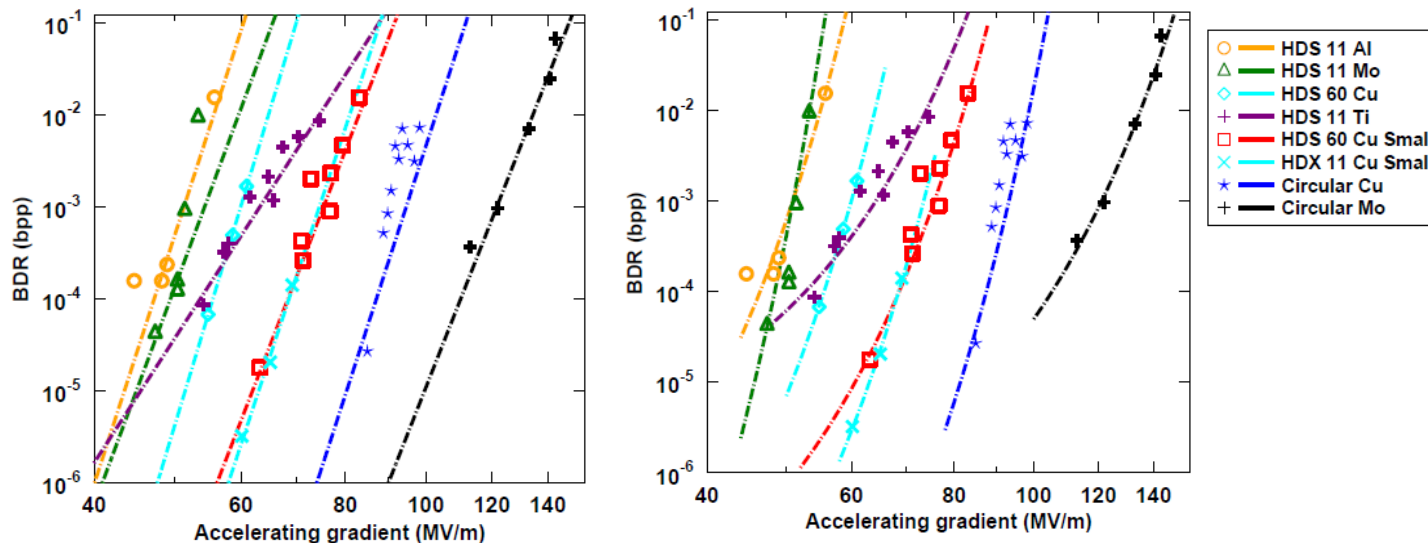 10-1
10-2
10-3
10-4
10-5
10-6
BDR (bpp)
40 60 80 100 120 140
Accelerating gradient (MV/m)
10-1
10-2
10-3
10-4
10-5
10-6
BDR (bpp)
40 60 80 100 120 140
Accelerating gradient (MV/m)
HDS 11 Al
HDS 11 Mo
HDS 60 Cu
HDS 11 Ti
HDS 60 Cu Smal
HDX 11 Cu Smal
Circular Cu
Circular Mo